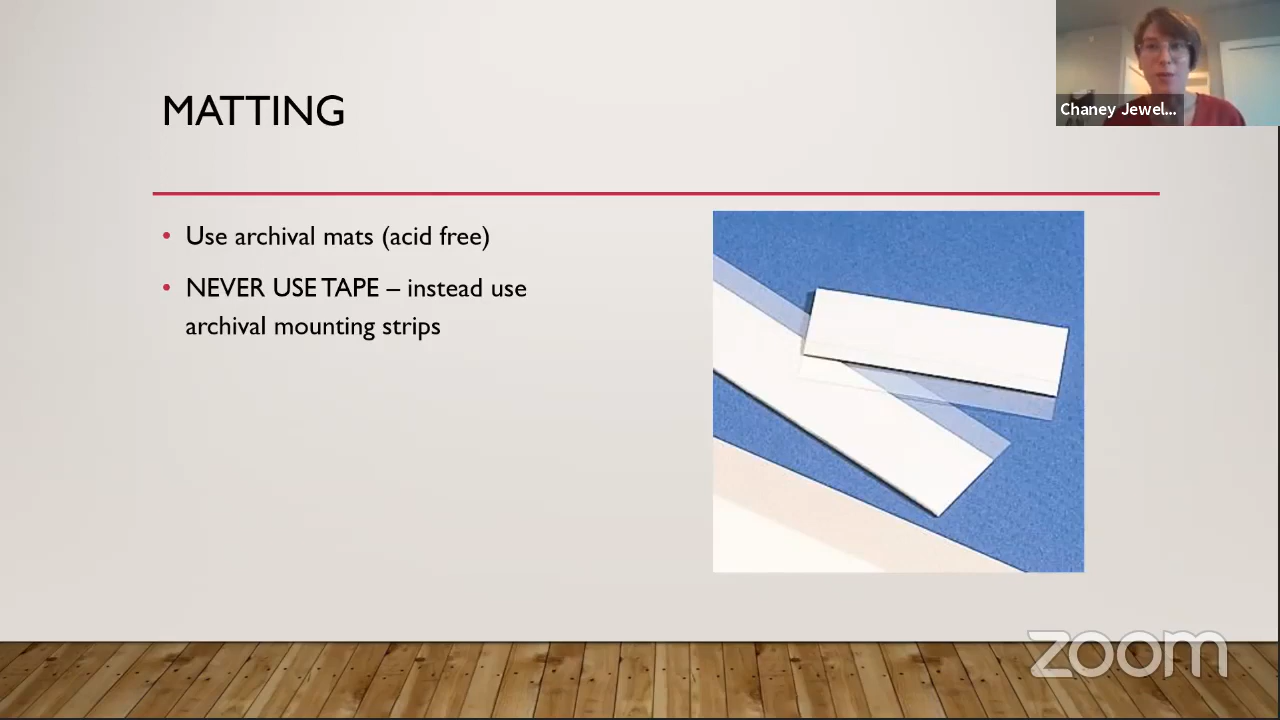 MATTING
Chaney Jewel...
Use archival mats (acid free)
NEVER USE TAPE – instead use
archival mounting strips
zoom